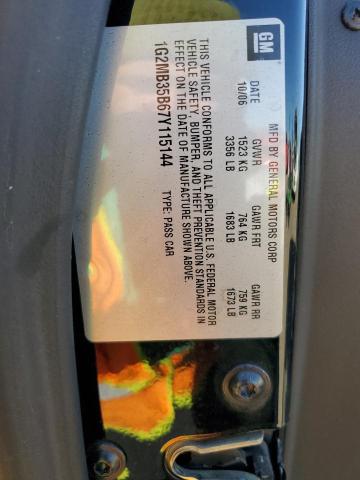 GM
MFD BY GENERAL MOTORS CORP
DATE GVWR GAWR FRT GAWR RR
10/06 1523 KG 764 KG 759 KG
3356 LB 1683 LB 1673 LB
THIS VEHICLE CONFORMS TO ALL APPLICABLE U.S. FEDERAL MOTOR
VEHICLE SAFETY, BUMPER, AND THEFT PREVENTION STANDARDS IN
EFFECT ON THE DATE OF MANUFACTURE SHOWN ABOVE.
1G2MB35B67Y115144 TYPE: PASS CAR